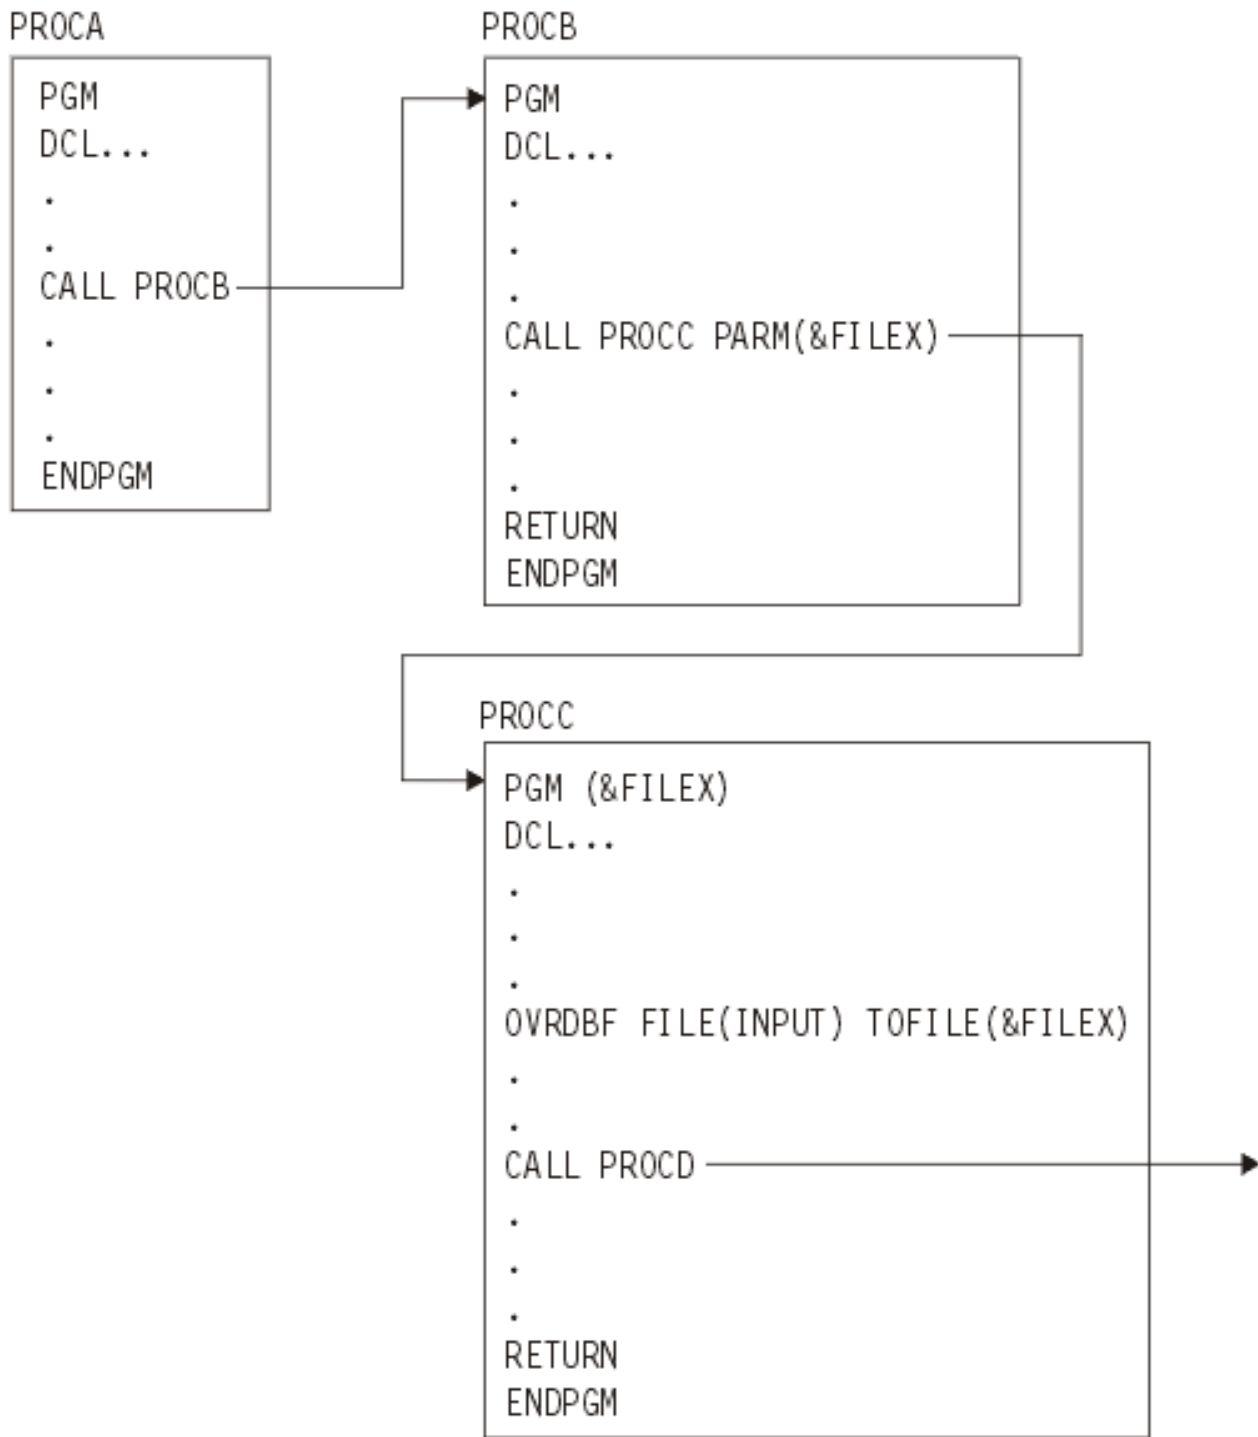 PROCA
PGM
DCL...
.
.
CALL PROCB
.
.
.
ENDPGM
PROCB
PGM
DCL...
.
.
.
CALL PROCC PARM(&FILEX)
.
.
.
RETURN
ENDPGM
PROCC
PGM (&FILEX)
DCL...
.
.
.
OVRDBF FILE(INPUT) TOFILE(&FILEX)
.
.
CALL PROCD
.
.
.
RETURN
ENDPGM